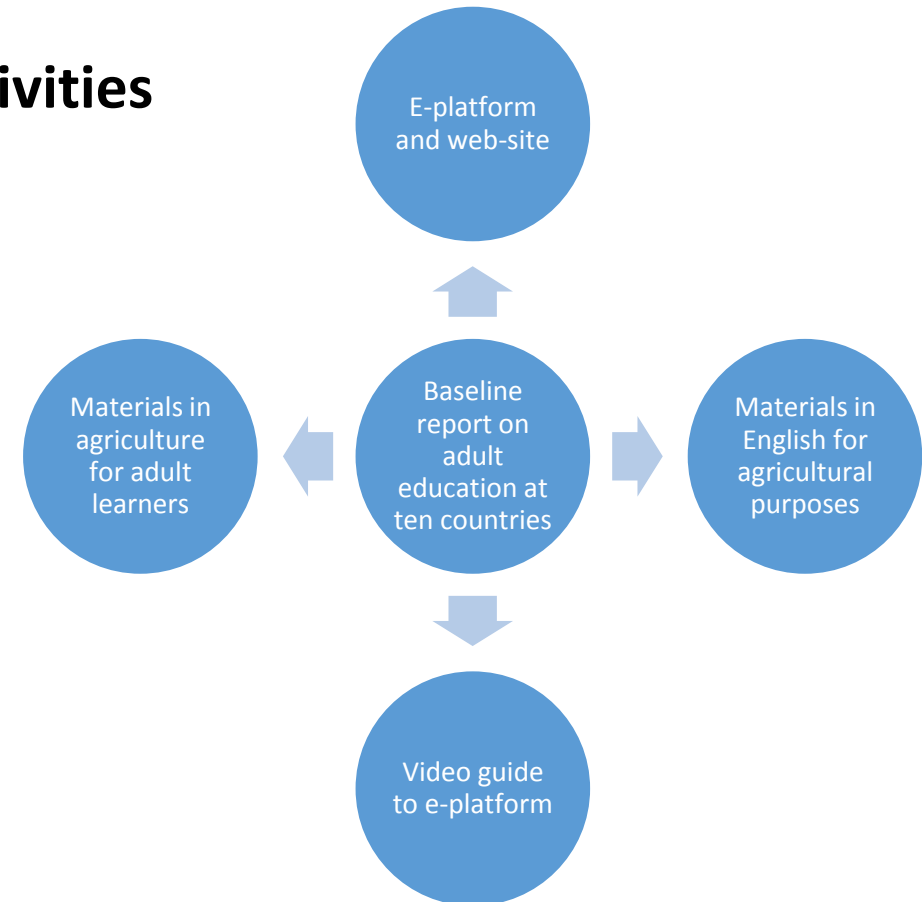 ivities
E-platform
and web-site
Materials in
agriculture
for adult
learners
Baseline
report on
adult
education at
ten countries
Materials in
English for
agricultural
purposes
Video guide
to e-platform